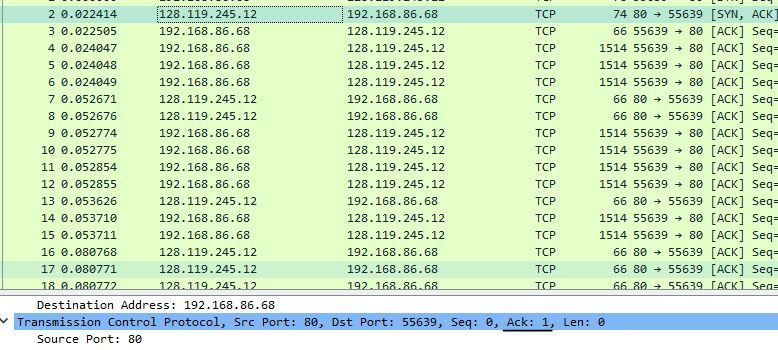 2 0.022414 128.119.245.12 192.168.86.68 TCP 74 80 → 55639 [SYN, ACK]
3 0.022505 192.168.86.68 128.119.245.12 TCP 66 55639 → 80 [ACK] Seq=
4 0.024047 192.168.86.68 128.119.245.12 TCP 1514 55639 → 80 [ACK] Seq=
5 0.024048 192.168.86.68 128.119.245.12 TCP 1514 55639 → 80 [ACK] Seq=
6 0.024049 192.168.86.68 128.119.245.12 TCP 1514 55639 → 80 [ACK] Seq=
7 0.052671 128.119.245.12 192.168.86.68 TCP 66 80 → 55639 [ACK] Seq=
8 0.052676 128.119.245.12 192.168.86.68 TCP 66 80 → 55639 [ACK] Seq=
9 0.052774 192.168.86.68 128.119.245.12 TCP 1514 55639 → 80 [ACK] Seq=
10 0.052775 192.168.86.68 128.119.245.12 TCP 1514 55639 → 80 [ACK] Seq=
11 0.052854 192.168.86.68 128.119.245.12 TCP 1514 55639 → 80 [ACK] Seq=
12 0.052855 192.168.86.68 128.119.245.12 TCP 1514 55639 → 80 [ACK] Seq=
13 0.053626 128.119.245.12 192.168.86.68 TCP 66 80 → 55639 [ACK] Seq=
14 0.053710 192.168.86.68 128.119.245.12 TCP 1514 55639 → 80 [ACK] Seq=
15 0.053711 192.168.86.68 128.119.245.12 TCP 1514 55639 → 80 [ACK] Seq=
16 0.080768 128.119.245.12 192.168.86.68 TCP 66 80 → 55639 [ACK] Seq=
17 0.080771 128.119.245.12 192.168.86.68 TCP 66 80 → 55639 [ACK] Seq=
18 0.080772 128.119.245.12 192.168.86.68 TCP 66 80 → 55639 [ACK] Seq=
Destination Address: 192.168.86.68
Transmission Control Protocol, Src Port: 80, Dst Port: 55639, Seq: 0, Ack: 1, Len: 0
Source Port: 80